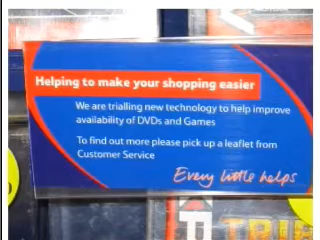 Helping to make your shopping easier
We are trialling new technology to help improve
availability of DVDs and Games
To find out more please pick up a leaflet from
Customer Service
Every little helps